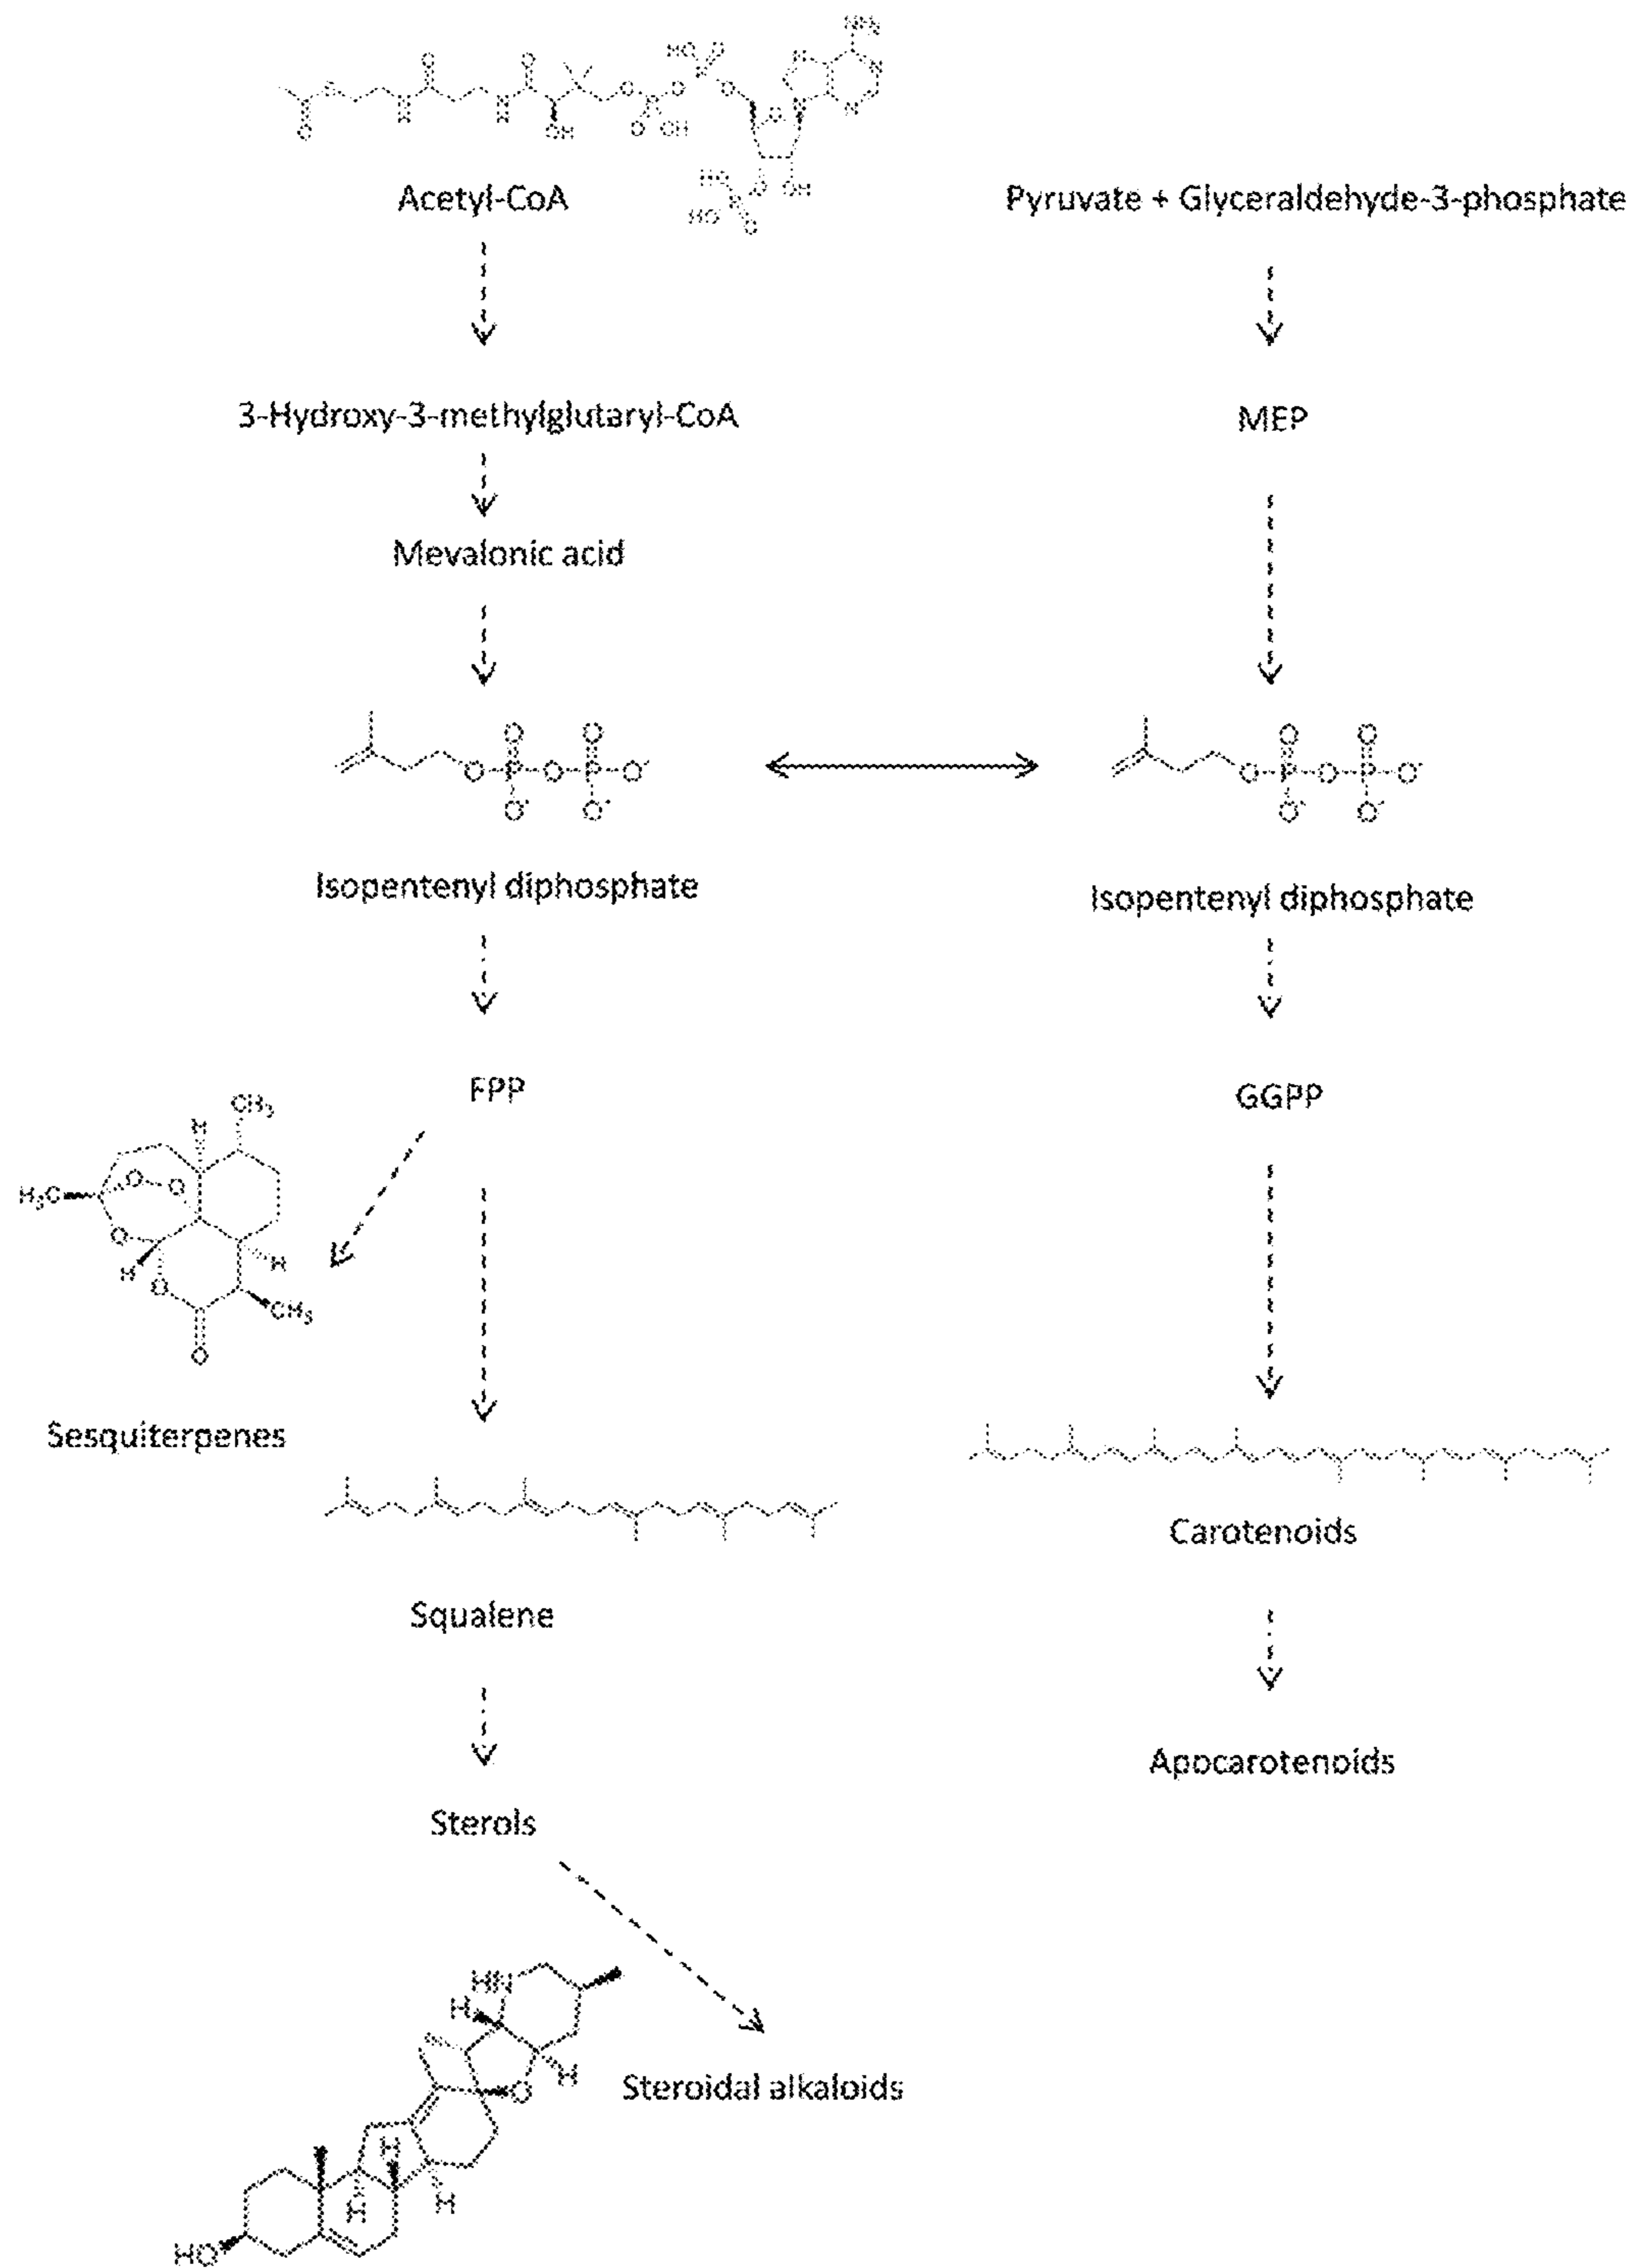 Acetyl-CoA
Pyruvate + Glyceraldehyde-3-phosphate
3-Hydroxy-3-methylglutaryl-CoA
MEP
Mevalonic acid
Isopentenyl diphosphate
Isopentenyl diphosphate
FPP
GGPP
CH3
H
H3C
O
O
O
H
H
O
CH3
O
Sesquiterpenes
Carotenoids
Squalene
Apocarotenoids
Sterols
HN
H
H
O
Steroidal alkaloids
H
H
H
HO